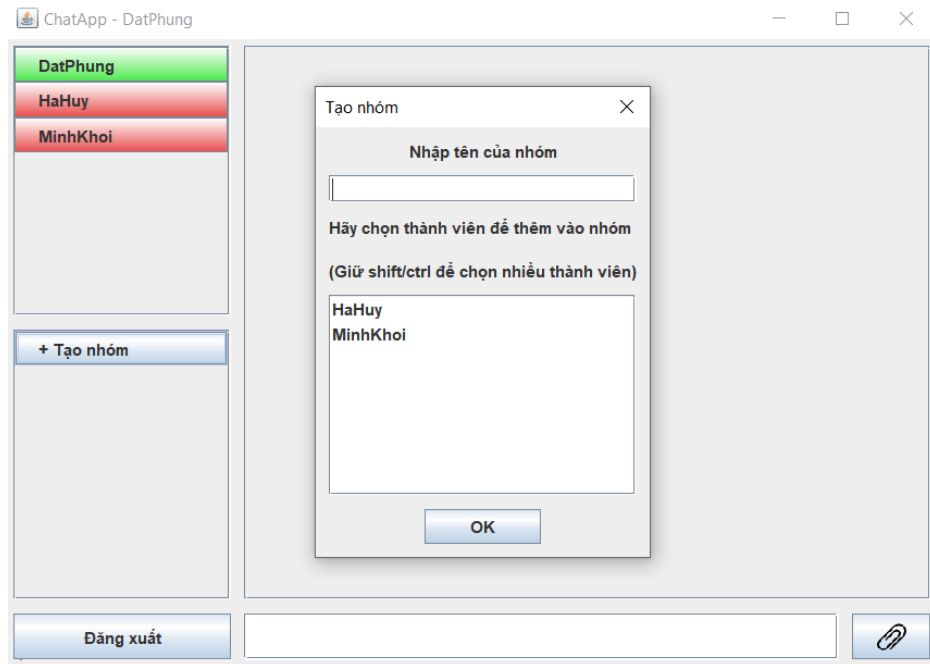 ChatApp - DatPhung
DatPhung
HaHuy
MinhKhoi
+ Tạo nhóm
Đăng xuất
Tạo nhóm
Nhập tên của nhóm
Hãy chọn thành viên để thêm vào nhóm
(Giữ shift/ctrl để chọn nhiều thành viên)
HaHuy
MinhKhoi
OK